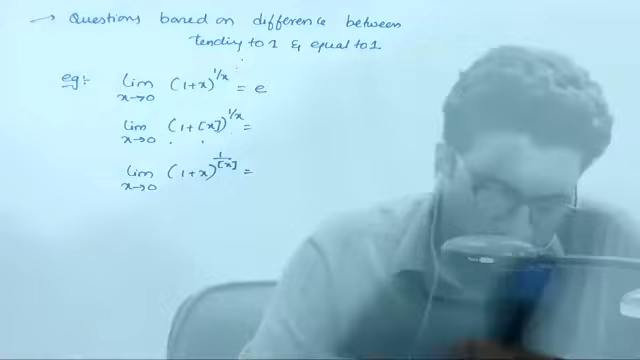 → Questions based on difference between
tending to 1 & equal to 1
eg:- lim x→0 (1+x)^1/x = e
lim x→0 (1+[x])^1/x =
lim x→0 (1+x)^1/[x] =